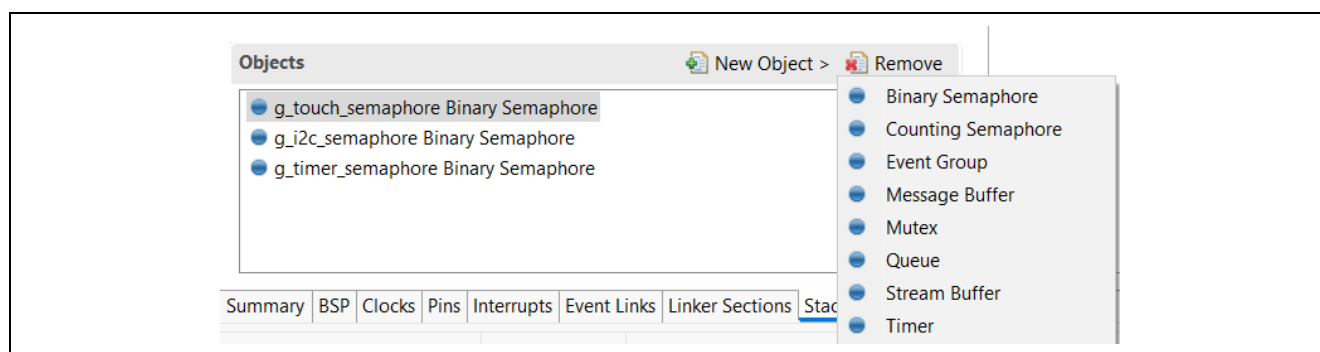 Objects
New Object >
Remove
g_touch_semaphore Binary Semaphore
g_i2c_semaphore Binary Semaphore
g_timer_semaphore Binary Semaphore
Binary Semaphore
Counting Semaphore
Event Group
Message Buffer
Mutex
Queue
Stream Buffer
Timer
Summary BSP Clocks Pins Interrupts Event Links Linker Sections